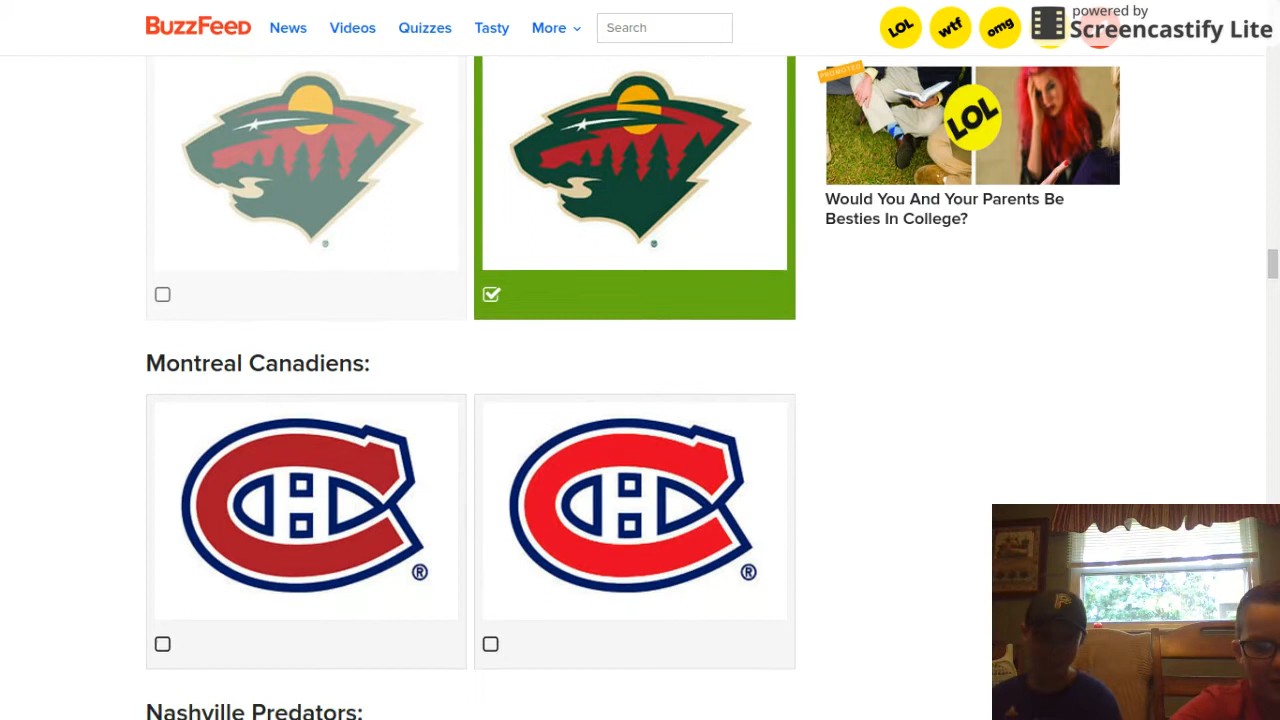 BuzzFeed News Videos Quizzes Tasty More Search LOL wtf omg
powered by
Screencastify Lite
PROMOTED
LOL
Would You And Your Parents Be
Besties In College?
Montreal Canadiens:
®
®
Nashville Predators: